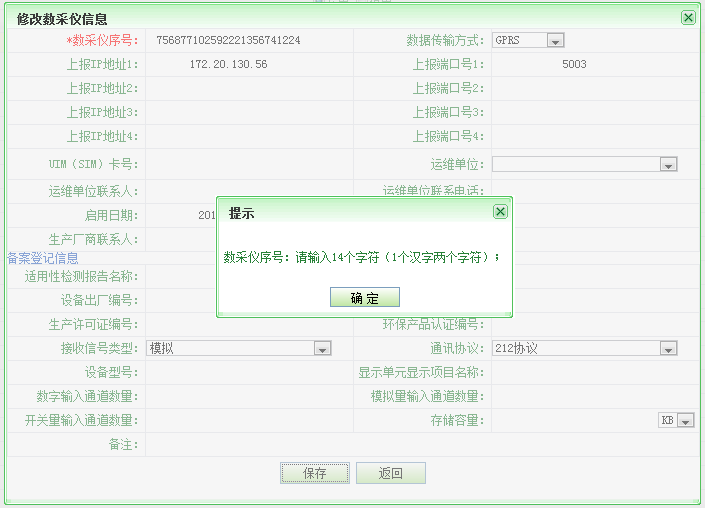 修改数采仪信息
*数采仪序号： 756877102592221356741224 数据传输方式： GPRS
上报IP地址1： 172.20.130.56 上报端口号1： 5003
上报IP地址2： 上报端口号2：
上报IP地址3： 上报端口号3：
上报IP地址4： 上报端口号4：
UIM（SIM）卡号： 运维单位：
运维单位联系人： 运维单位联系电话：
启用日期： 201
生产厂商联系人：
提示
数采仪序号：请输入14个字符（1个汉字两个字符）；
确 定
备案登记信息
适用性检测报告名称：
设备出厂编号：
生产许可证编号： 环保产品认证编号：
接收信号类型： 模拟 通讯协议： 212协议
设备型号： 显示单元显示项目名称：
数字输入通道数量： 模拟量输入通道数量：
开关量输入通道数量： 存储容量： KB
备注：
保存 返回